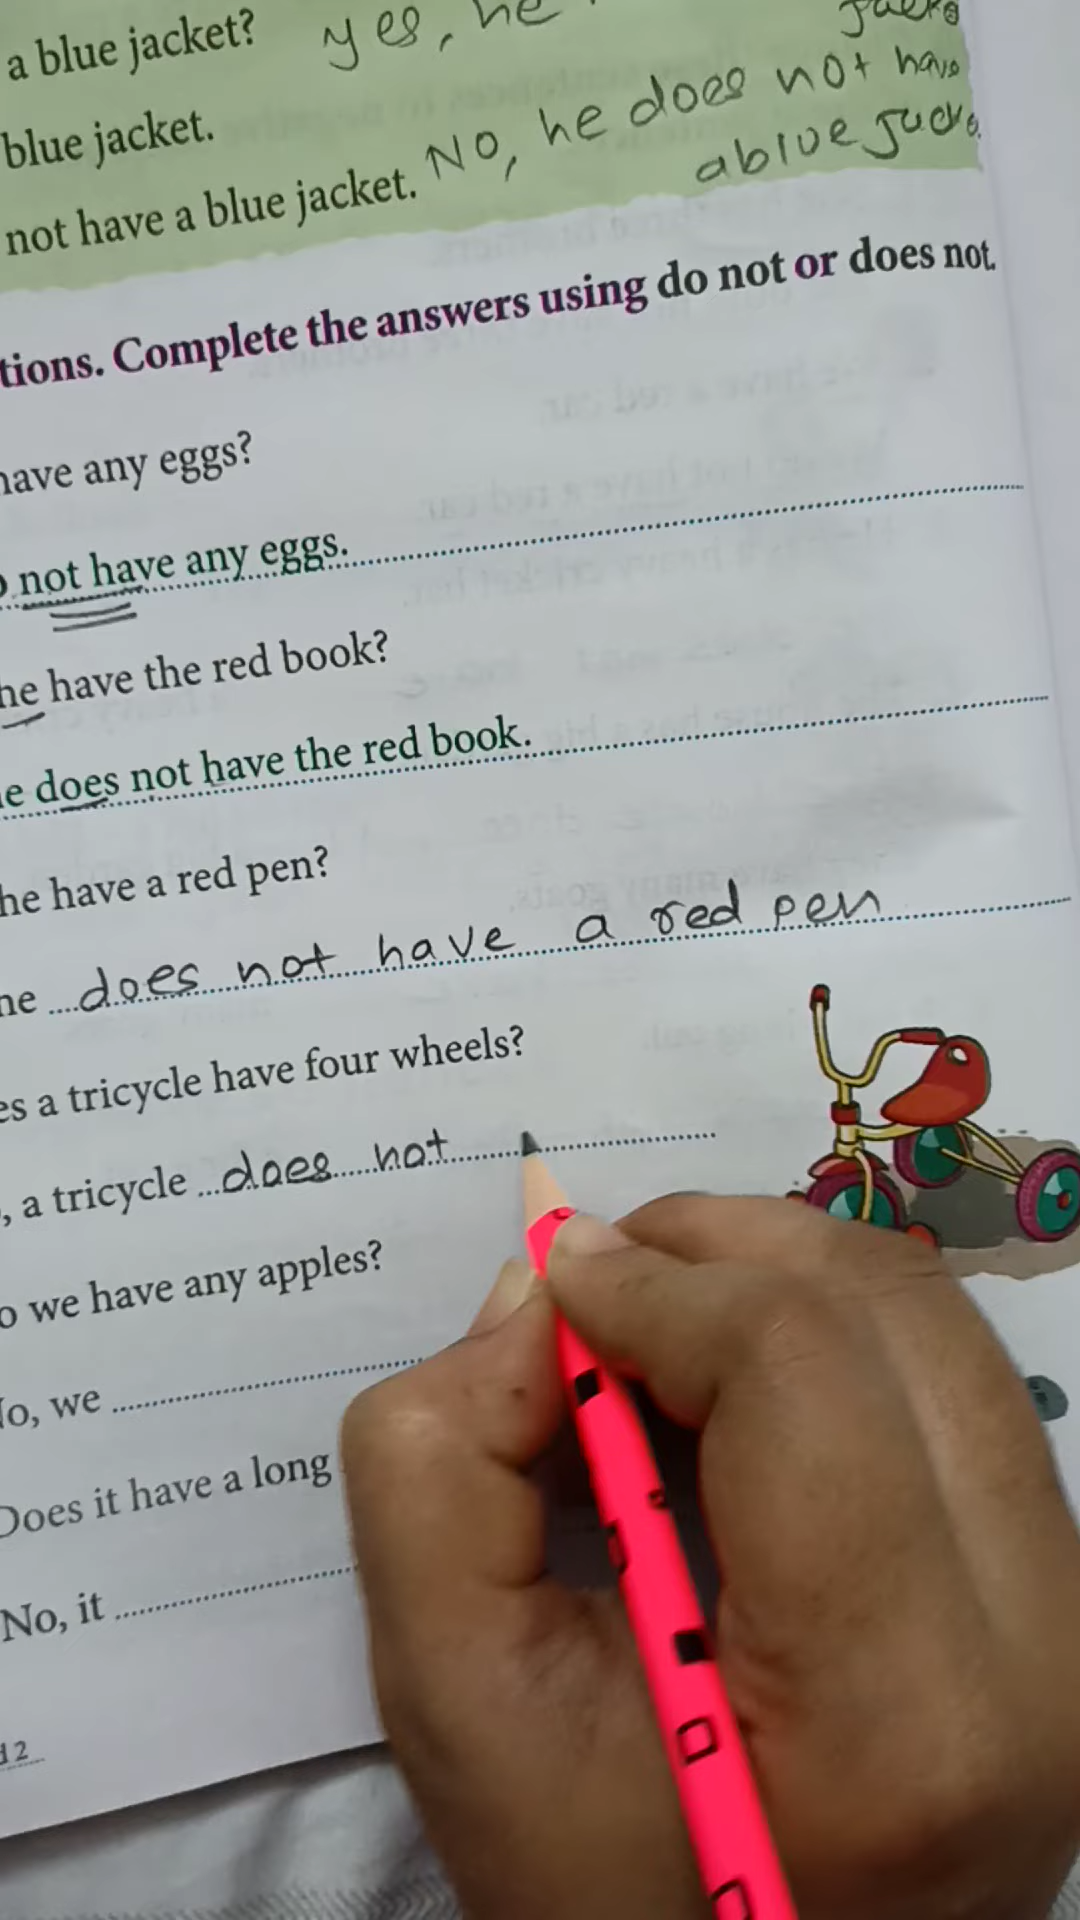 a blue jacket? yes, he
blue jacket.
not have a blue jacket. No, he does not have
a blue
tions. Complete the answers using do not or does not.
have any eggs?
not have any eggs.
he have the red book?
e does not have the red book.
he have a red pen?
he does not have a red pen
es a tricycle have four wheels?
, a tricycle does not
o we have any apples?
No, we
Does it have a long
No, it
d 2